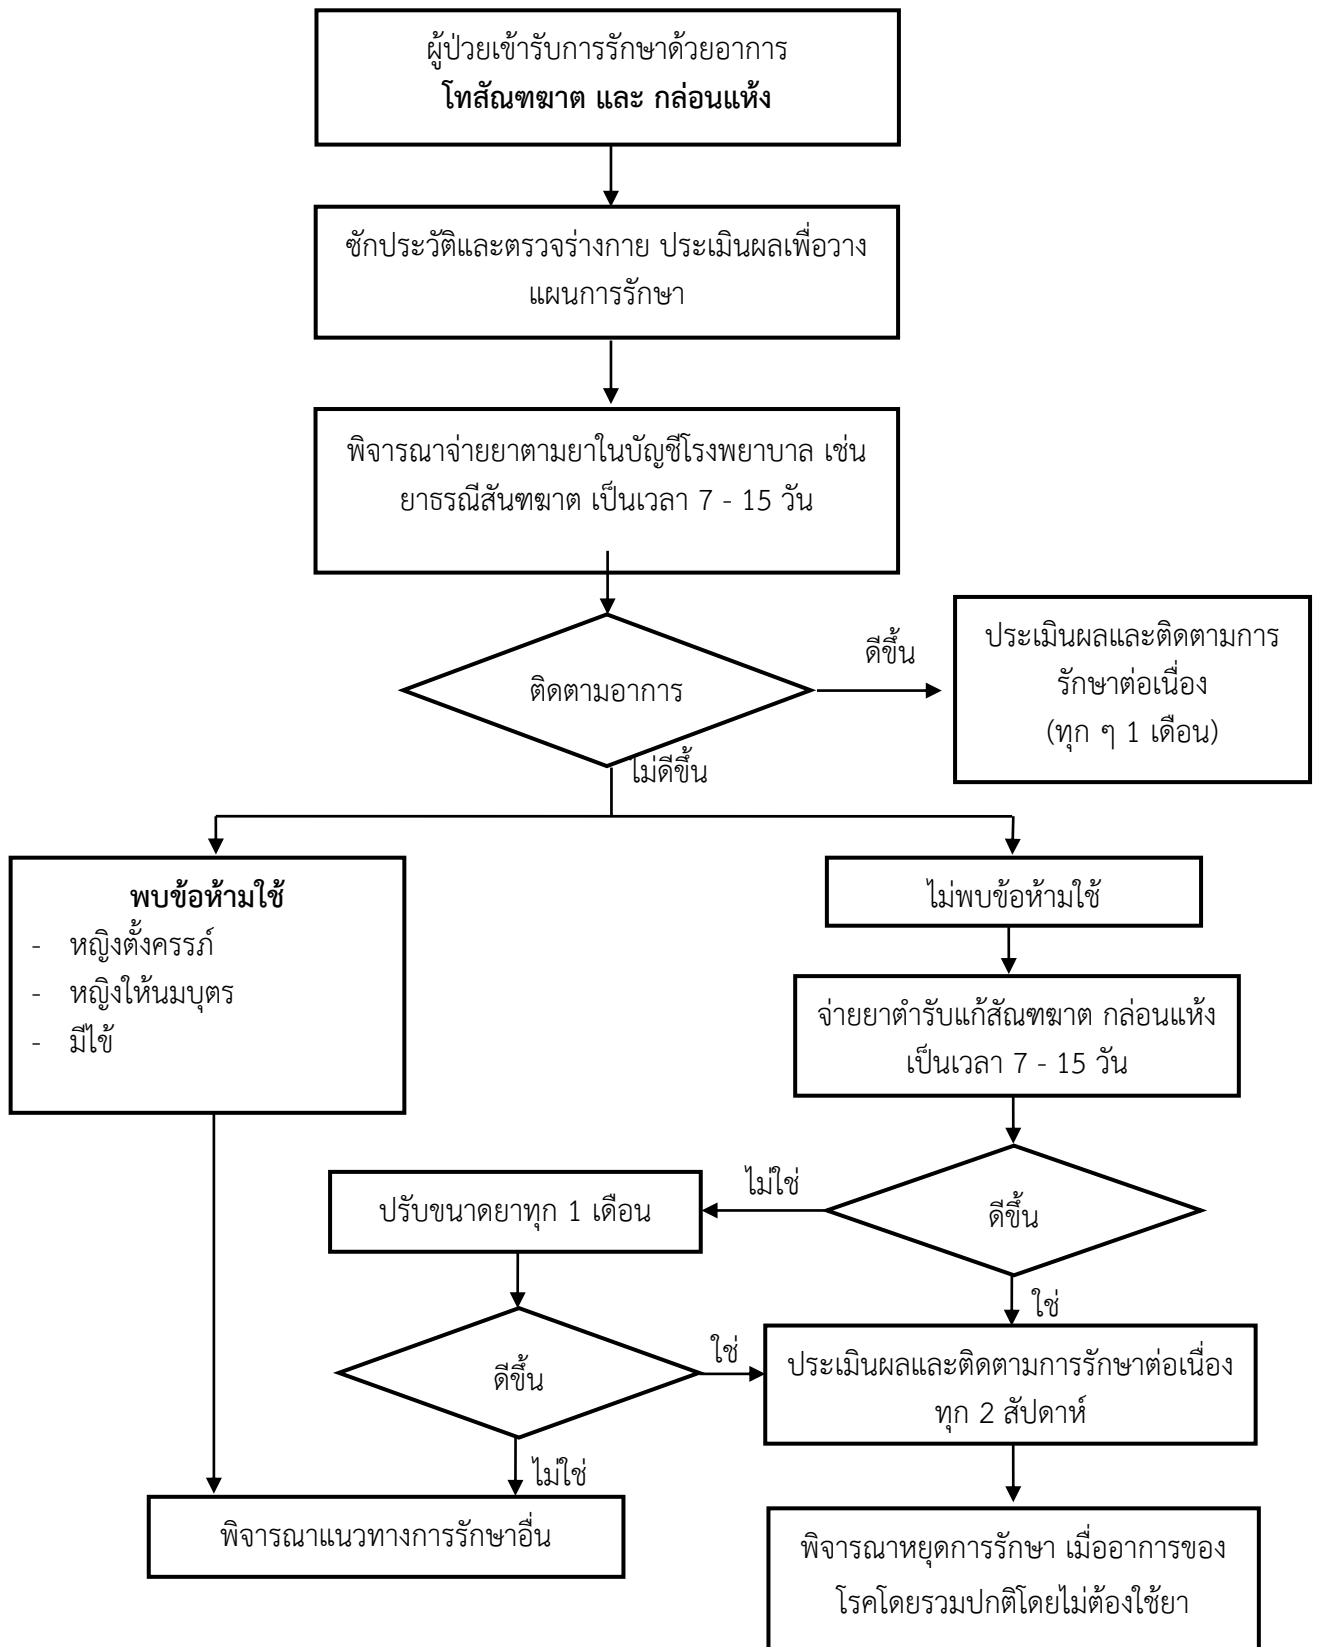 ผู้ป่วยเข้ารับการรักษาด้วยอาการ
โทสัณฑฆาต และ กล่อนแห้ง
ซักประวัติและตรวจร่างกาย ประเมินผลเพื่อวาง
แผนการรักษา
พิจารณาจ่ายยาตามยาในบัญชีโรงพยาบาล เช่น
ยาธรณีสันฑฆาต เป็นเวลา 7 - 15 วัน
ติดตามอาการ
ดีขึ้น
ประเมินผลและติดตามการ
รักษาต่อเนื่อง
(ทุก ๆ 1 เดือน)
ไม่ดีขึ้น
พบข้อห้ามใช้
- หญิงตั้งครรภ์
- หญิงให้นมบุตร
- มีไข้
ไม่พบข้อห้ามใช้
จ่ายยาตำรับแก้สัณฑฆาต กล่อนแห้ง
เป็นเวลา 7 - 15 วัน
ดีขึ้น
ไม่ใช่
ปรับขนาดยาทุก 1 เดือน
ใช่
ดีขึ้น
ใช่
ประเมินผลและติดตามการรักษาต่อเนื่อง
ทุก 2 สัปดาห์
ไม่ใช่
พิจารณาแนวทางการรักษาอื่น
พิจารณาหยุดการรักษา เมื่ออาการของ
โรคโดยรวมปกติโดยไม่ต้องใช้ยา